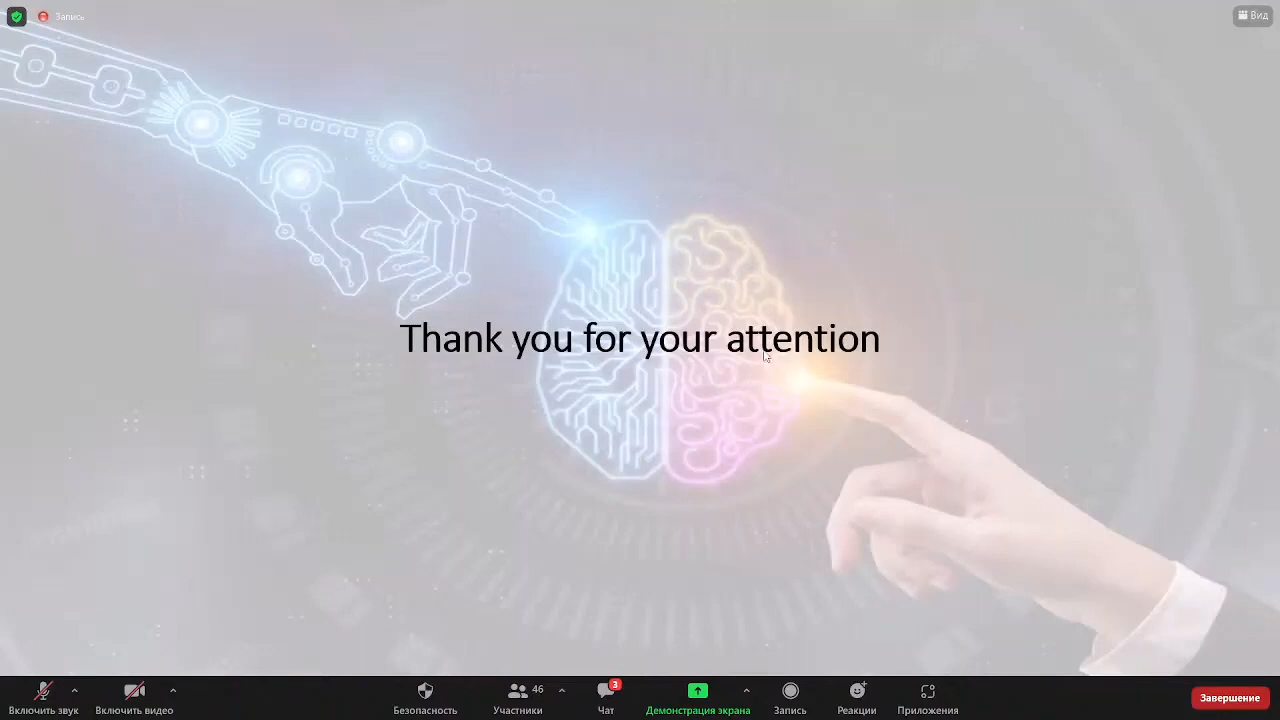 Запись
Вид
Thank you for your attention
46
3
Включить звук
Включить видео
Безопасность
Участники
Чат
Демонстрация экрана
Запись
Реакции
Приложения
Завершение